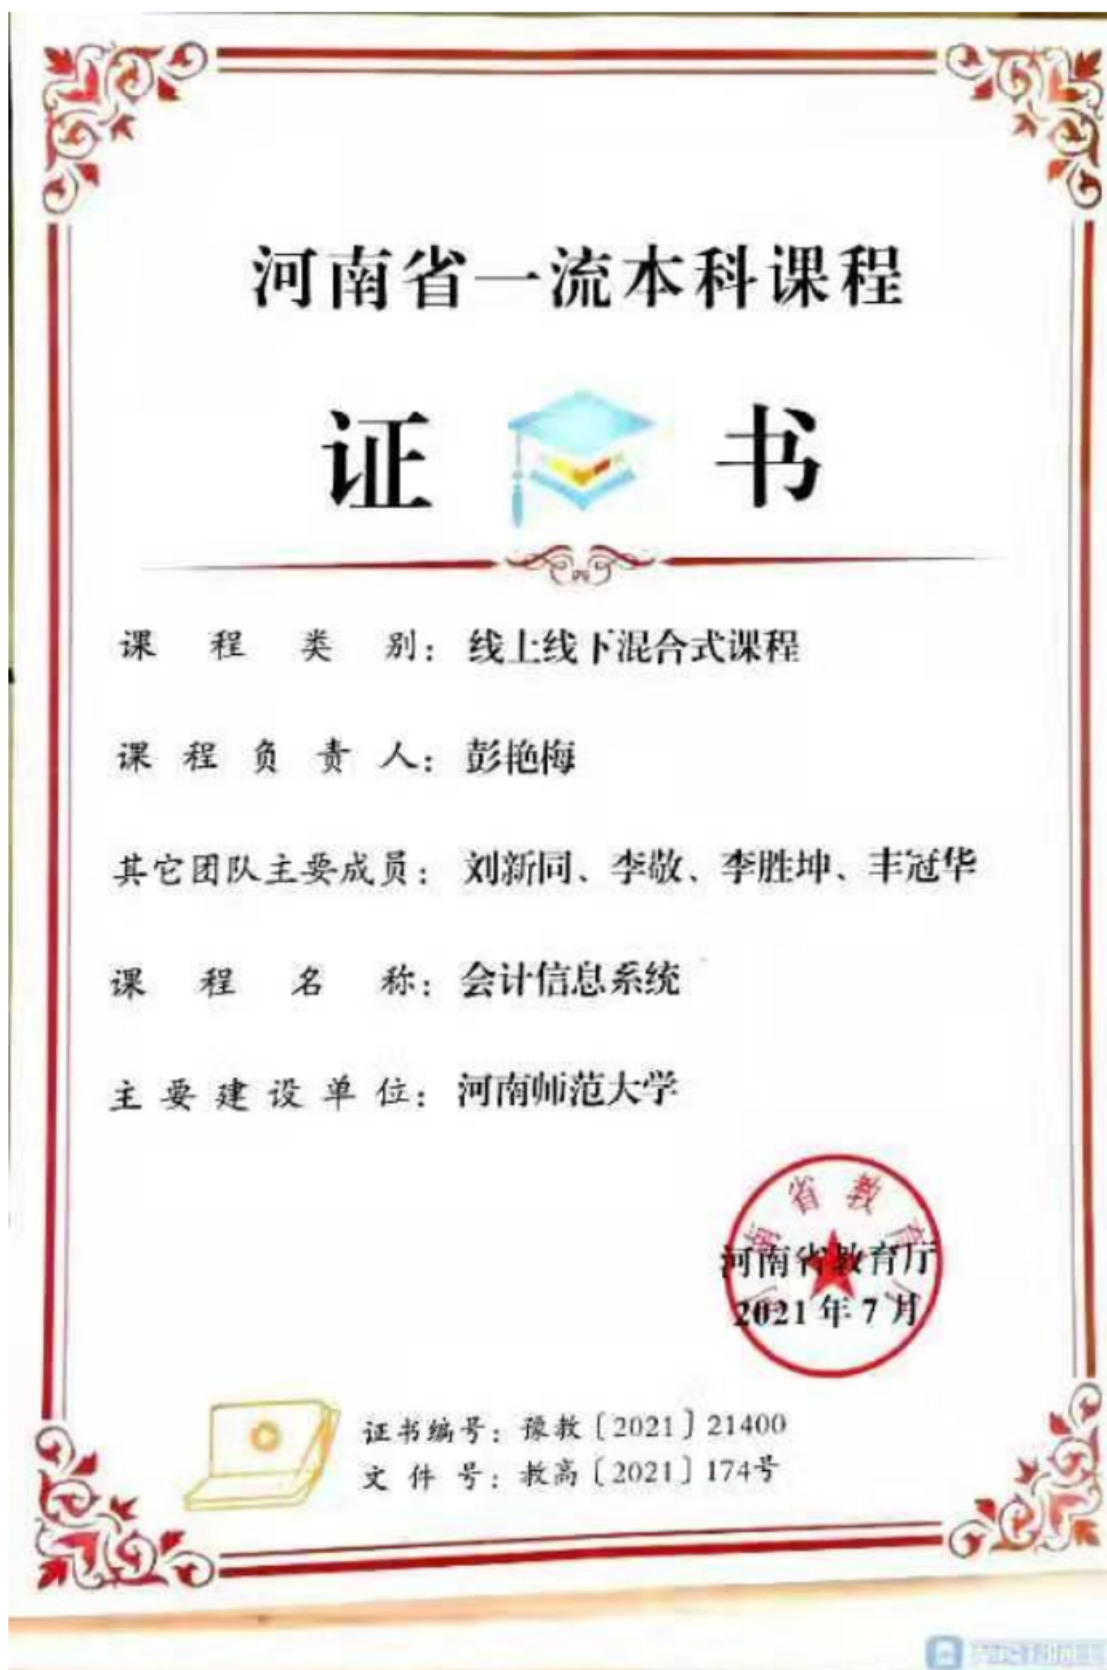 河南省一流本科课程
证书
课程类别：线上线下混合式课程
课程负责人：彭艳梅
其它团队主要成员：刘新同、李敬、李胜坤、丰冠华
课程名称：会计信息系统
主要建设单位：河南师范大学
省教育厅
河南省教育厅
2021年7月
证书编号：豫教〔2021〕21400
文件号：教高〔2021〕174号